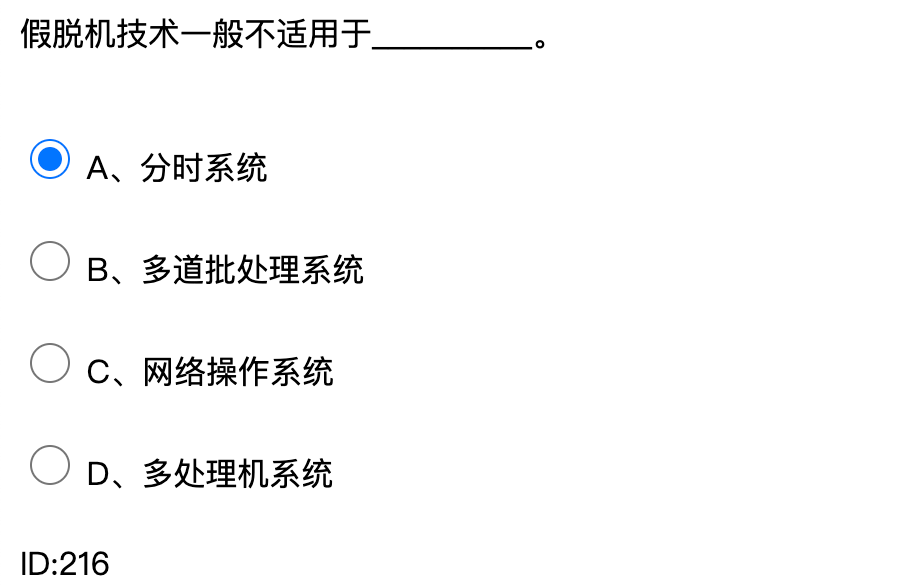 假脱机技术一般不适用于__________。
A、分时系统
B、多道批处理系统
C、网络操作系统
D、多处理机系统
ID:216